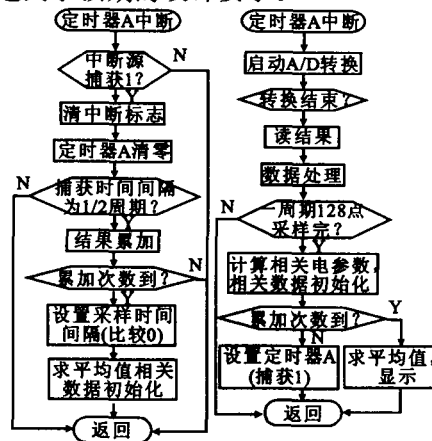 定时器A中断
中断源
捕获1?
N
Y
清中断标志
定时器A清零
N
捕获时间间隔
为1/2周期?
Y
结果累加
累加次数到?
N
Y
设置采样时间
间隔(比较0)
求平均值相关
数据初始化
返回
定时器A中断
启动A/D转换
转换结束?
读结果
数据处理
N
一周期128点
采样完?
Y
计算相关电参数,
相关数据初始化
累加次数到?
Y
N
设置定时器A
(捕获1)
求平均值,
显示
返回